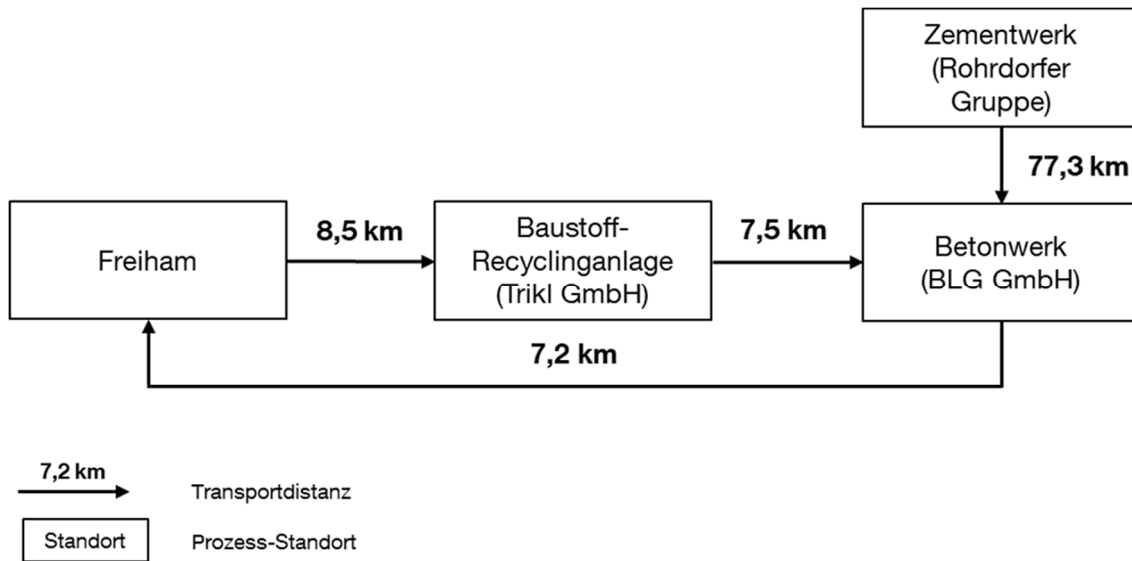 Zementwerk
(Rohrdorfer
Gruppe)
77,3 km
Freiham
8,5 km
Baustoff-
Recyclinganlage
(Trikl GmbH)
7,5 km
Betonwerk
(BLG GmbH)
7,2 km
7,2 km
Transportdistanz
Standort
Prozess-Standort